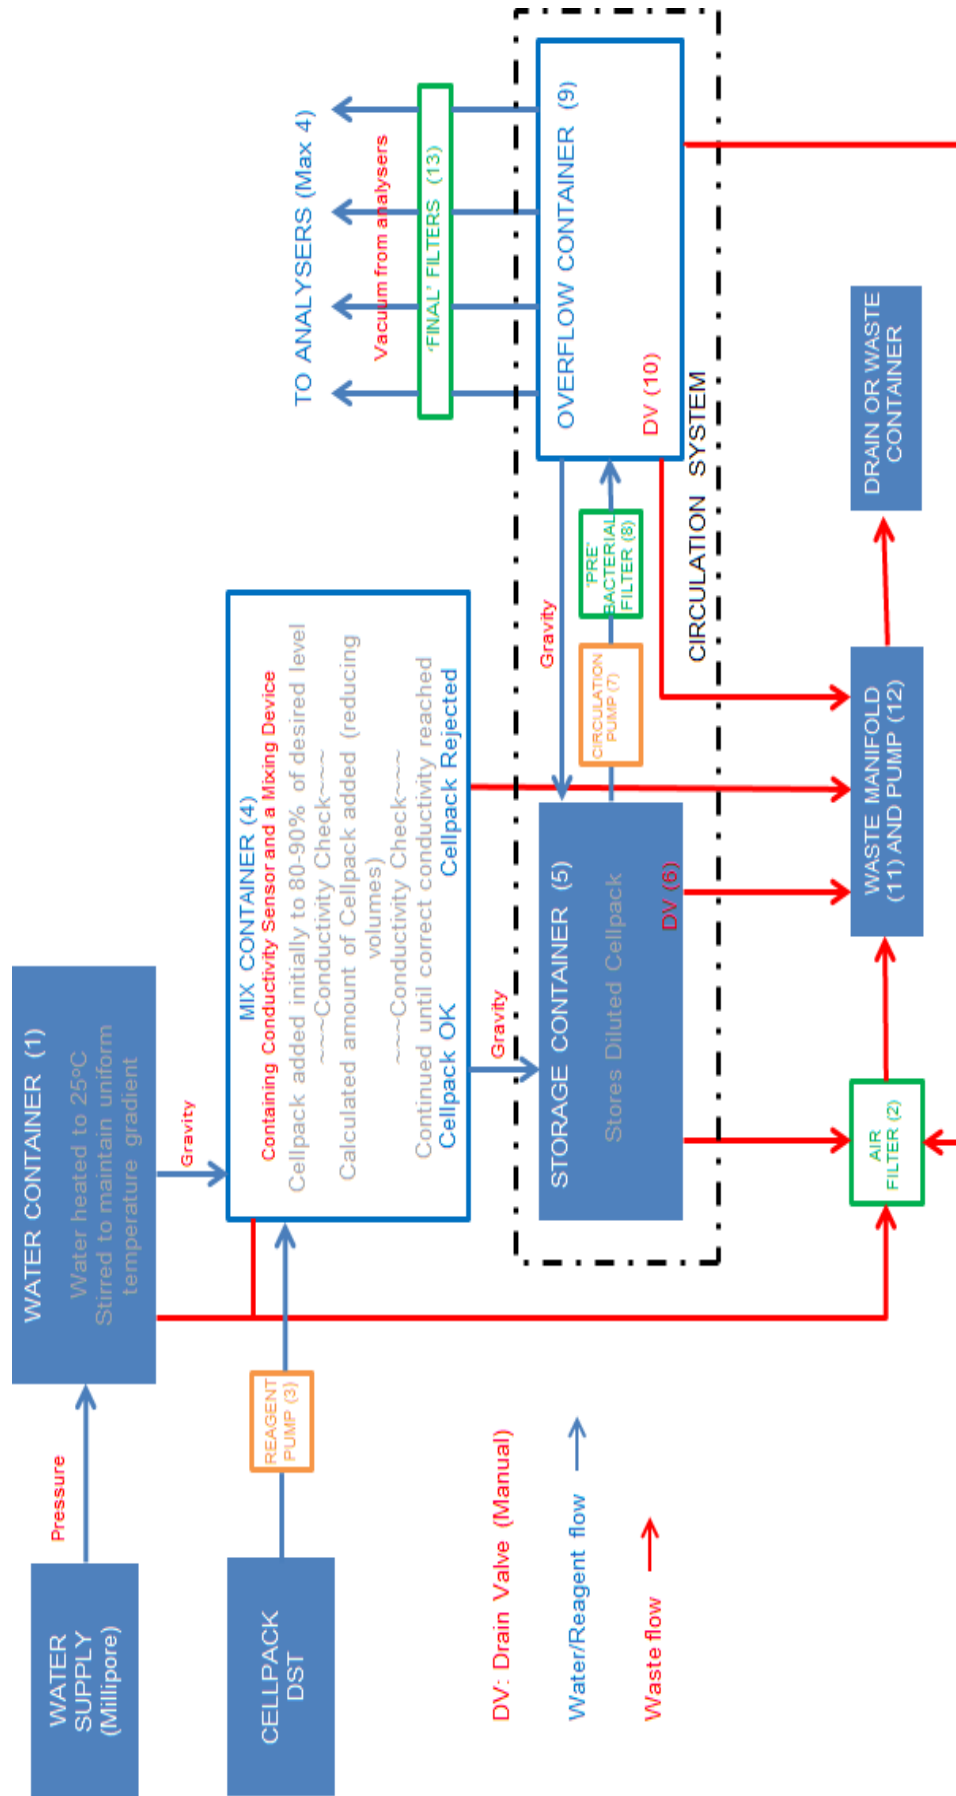 WATER
SUPPLY
(Millipore)
Pressure
WATER CONTAINER (1)
Water heated to 25ºC
Stirred to maintain uniform
temperature gradient
Gravity
CELLPACK
DST
REAGENT
PUMP (3)
MIX CONTAINER (4)
Containing Conductivity Sensor and a Mixing Device
Cellpack added initially to 80-90% of desired level
~~~Conductivity Check~~~
Calculated amount of Cellpack added (reducing
volumes)
~~~Conductivity Check~~~
Continued until correct conductivity reached
Cellpack OK
Cellpack Rejected
Gravity
TO ANALYSERS (Max 4)
Vacuum from analysers
'FINAL' FILTERS (13)
STORAGE CONTAINER (5)
Stores Diluted Cellpack
DV (6)
Gravity
CIRCULATION
PUMP (7)
'PRE'
BACTERIAL
FILTER (8)
OVERFLOW CONTAINER (9)
DV (10)
CIRCULATION SYSTEM
DV: Drain Valve (Manual)
Water/Reagent flow
Waste flow
AIR
FILTER (2)
WASTE MANIFOLD
(11) AND PUMP (12)
DRAIN OR WASTE
CONTAINER